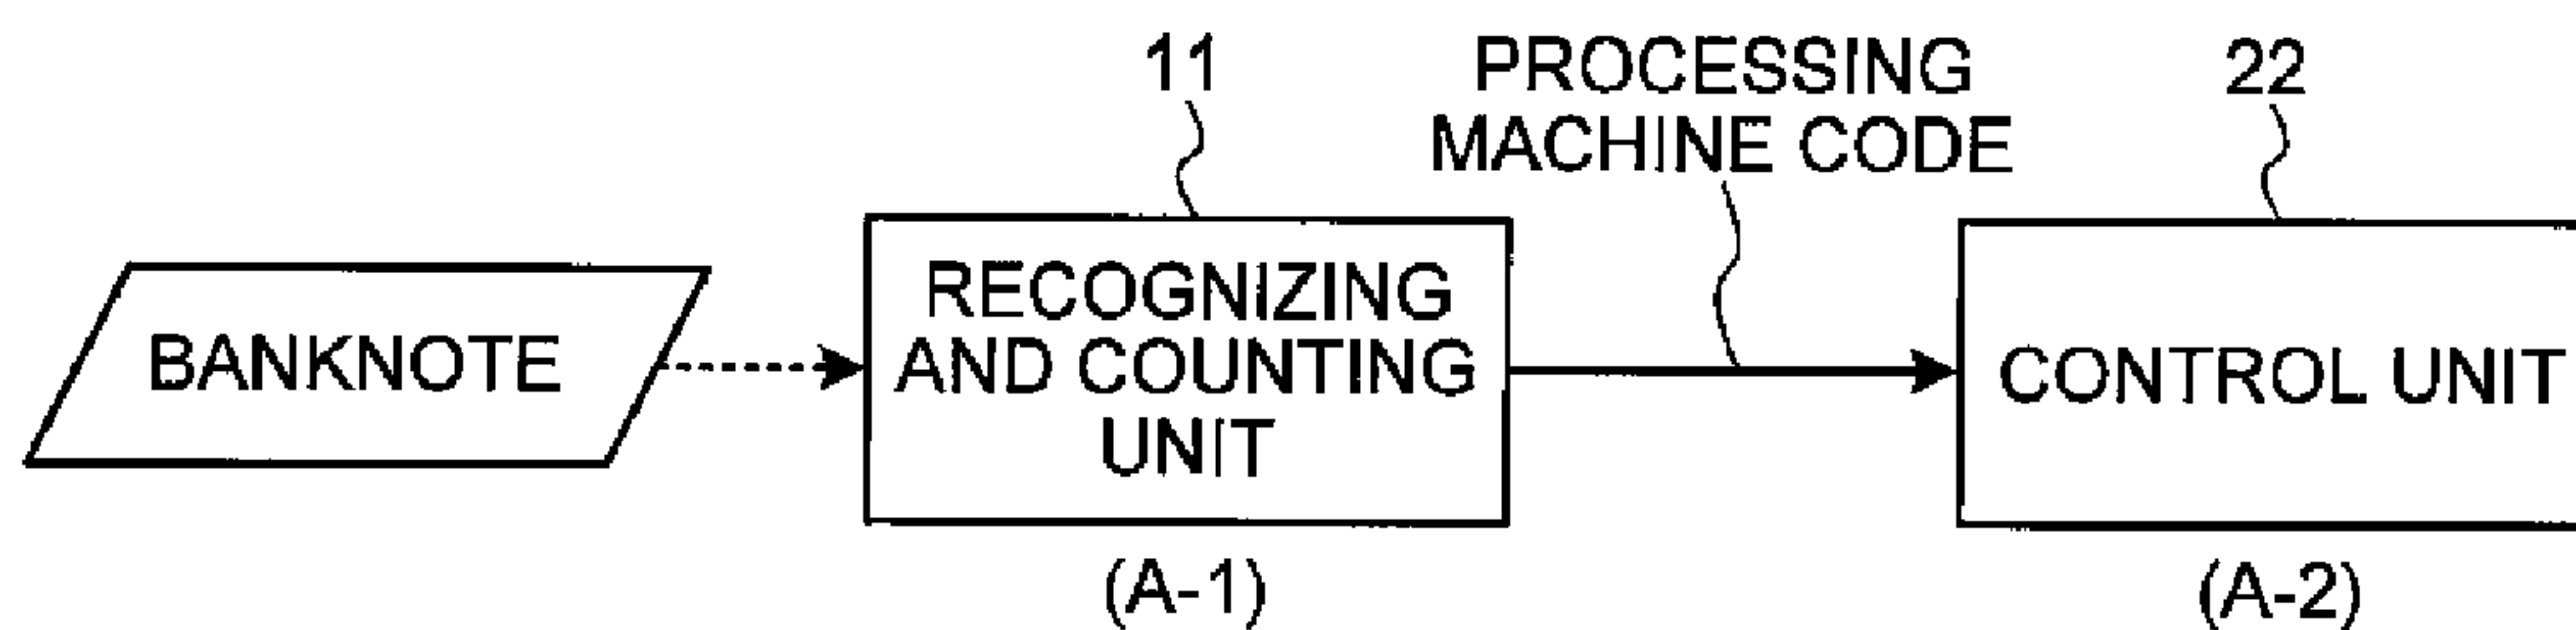 11
PROCESSING
MACHINE CODE
22
BANKNOTE
RECOGNIZING
AND COUNTING
UNIT
CONTROL UNIT
(A-1)
(A-2)